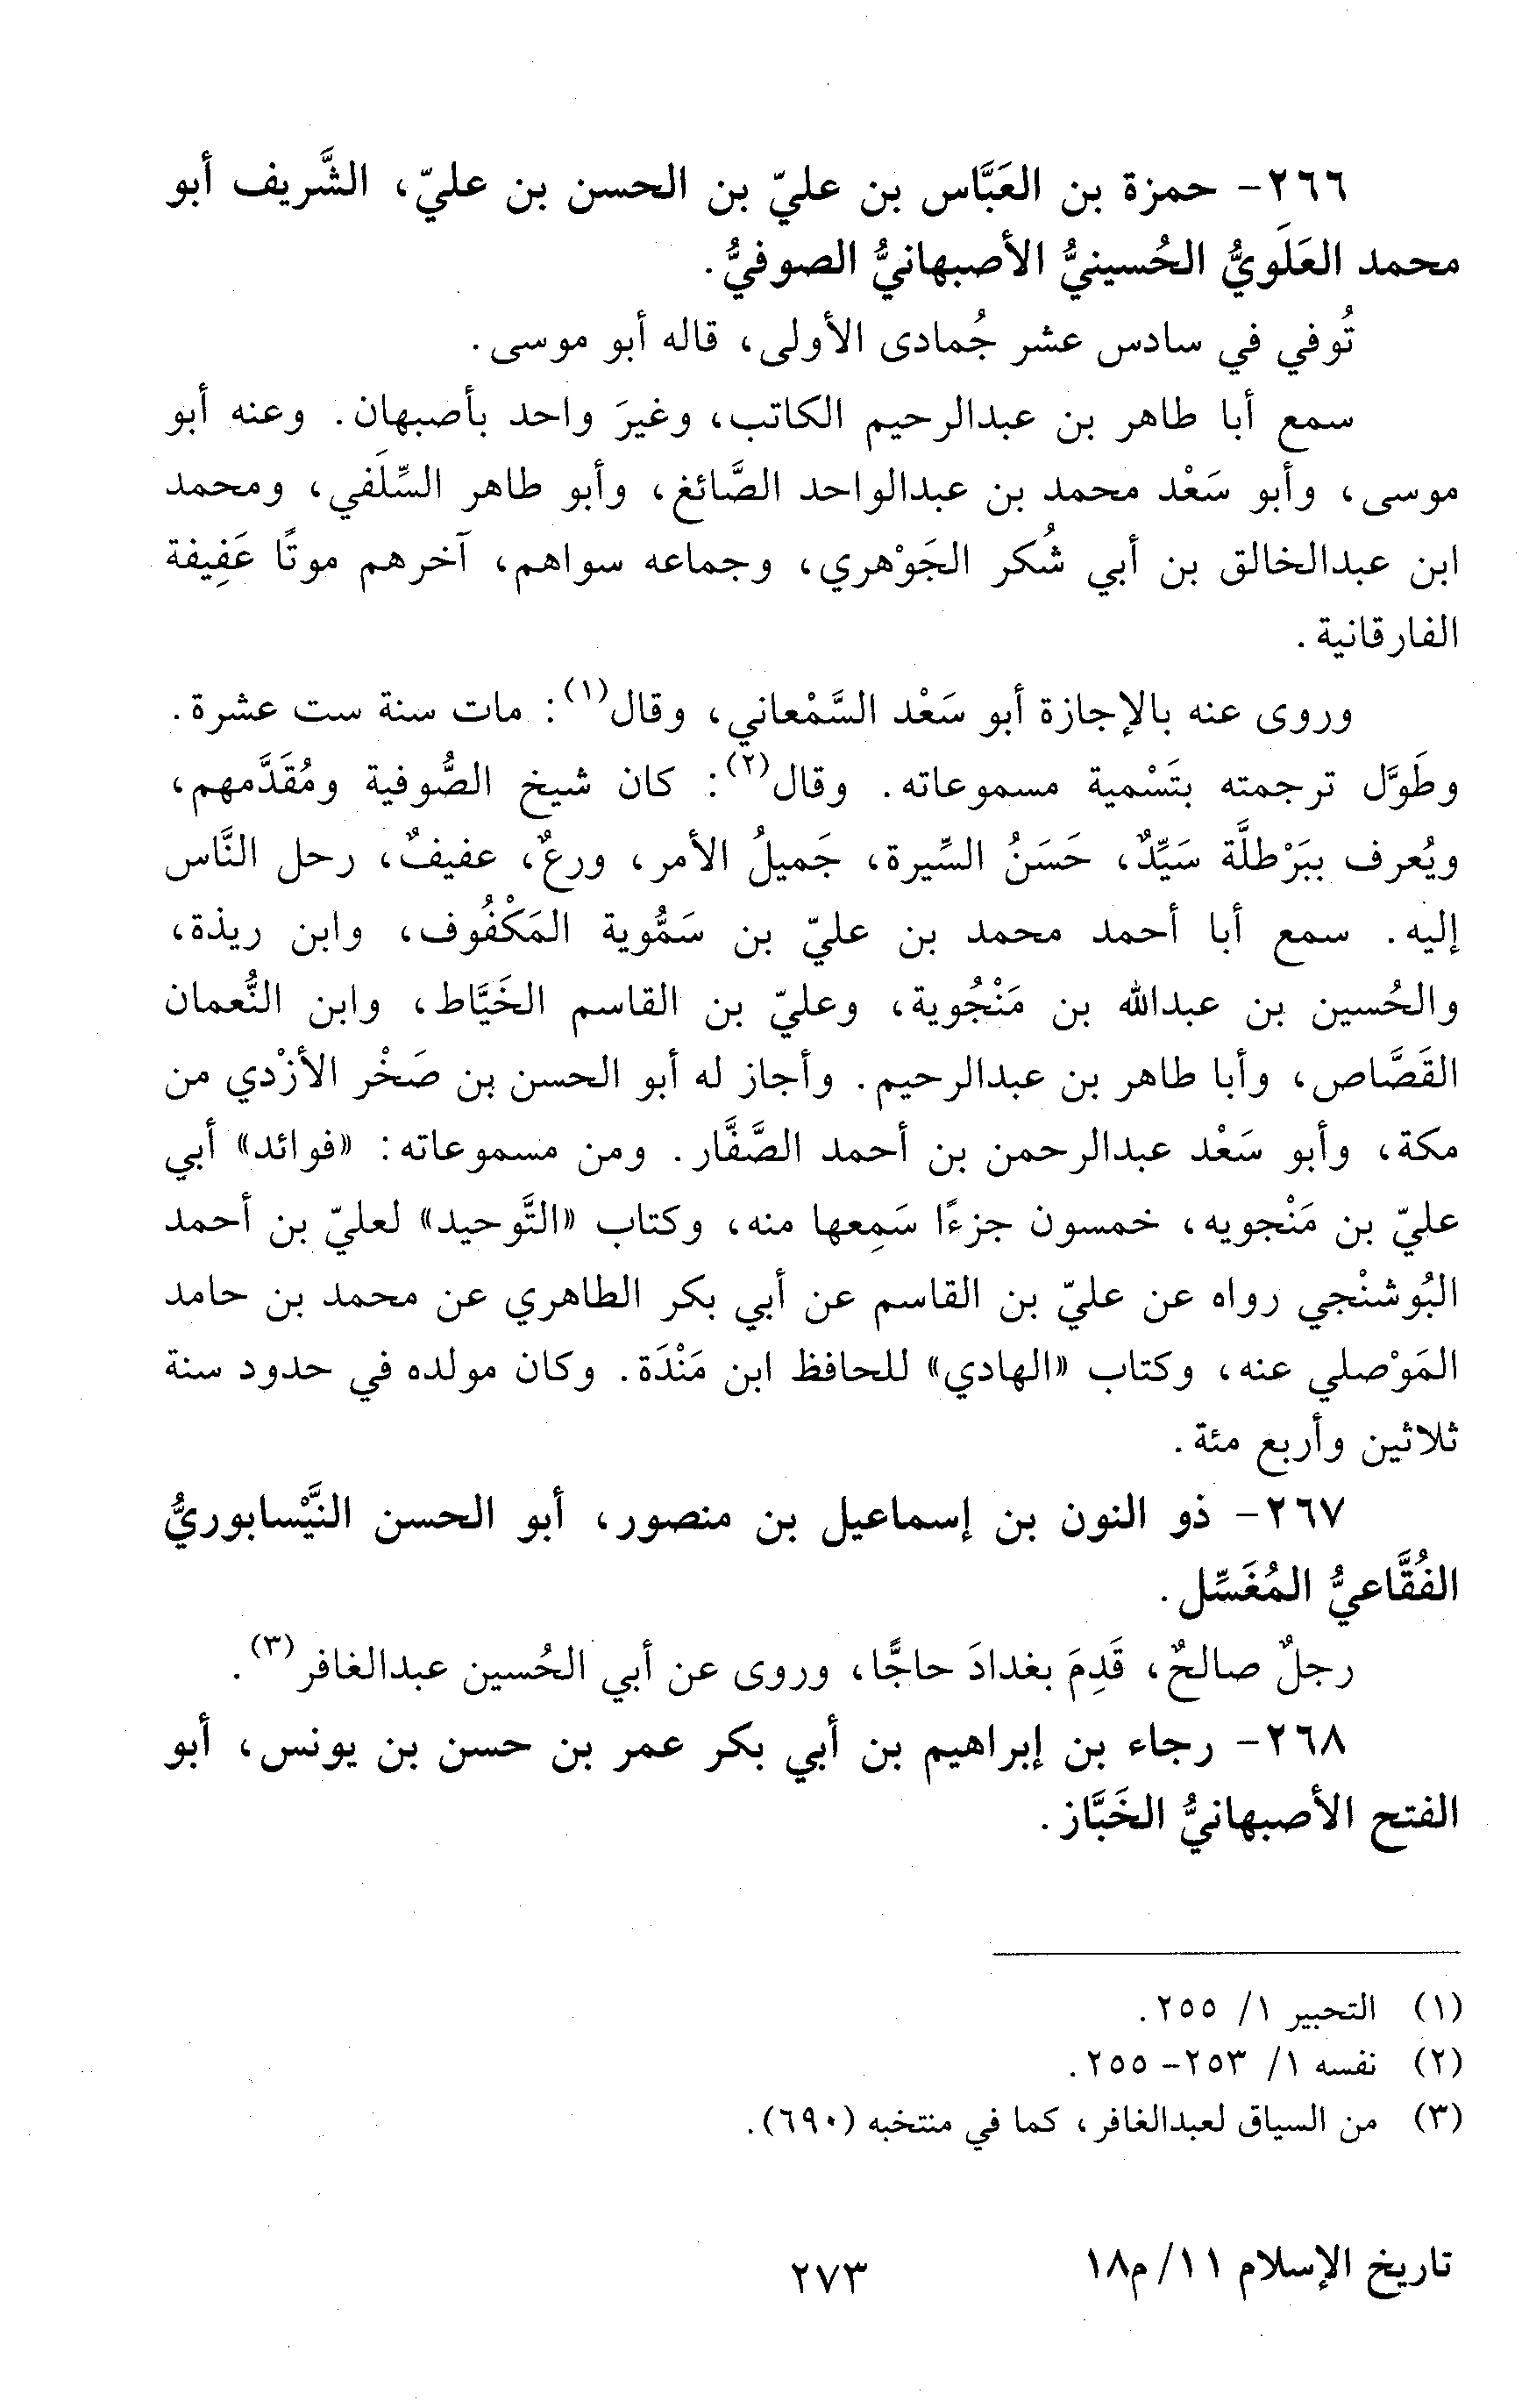 ٢٦٦- حمزة بن العَبَّاس بن عليّ بن الحسن بن عليّ، الشَّريف أبو
محمد العَلَويُّ الحُسينيُّ الأصبهانيُّ الصوفيُّ.
تُوفي في سادس عشر جُمادى الأولى، قاله أبو موسى.
سمع أبا طاهر بن عبدالرحيم الكاتب، وغيرَ واحد بأصبهان. وعنه أبو
موسى، وأبو سَعْد محمد بن عبدالواحد الصَّائغ، وأبو طاهر السِّلَفي، ومحمد
ابن عبدالخالق بن أبي شُكر الجَوْهري، وجماعه سواهم، آخرهم موتًا عَفِيفة
الفارقانية.
وروى عنه بالإجازة أبو سَعْد السَّمْعاني، وقال(١): مات سنة ست عشرة.
وطَوَّل ترجمته بتَسْمية مسموعاته. وقال(٢): كان شيخ الصُّوفية ومُقَدَّمهم،
ويُعرف ببَرْطلَّة سَيِّدٌ، حَسَنُ السِّيرة، جَميلُ الأمر، ورعٌ، عفيفٌ، رحل النَّاس
إليه. سمع أبا أحمد محمد بن عليّ بن سَمُّوية المَكْفُوف، وابن ريذة،
والحُسين بن عبدالله بن مَنْجُوية، وعليّ بن القاسم الخَيَّاط، وابن النُّعمان
القَصَّاص، وأبا طاهر بن عبدالرحيم. وأجاز له أبو الحسن بن صَخْر الأزْدي من
مكة، وأبو سَعْد عبدالرحمن بن أحمد الصَّفَّار. ومن مسموعاته: «فوائد» أبي
عليّ بن مَنْجويه، خمسون جزءًا سَمِعها منه، وكتاب «التَّوحيد» لعليّ بن أحمد
البُوشنْجي رواه عن عليّ بن القاسم عن أبي بكر الطاهري عن محمد بن حامد
المَوْصلي عنه، وكتاب «الهادي» للحافظ ابن مَنْدَة. وكان مولده في حدود سنة
ثلاثين وأربع مئة.
٢٦٧- ذو النون بن إسماعيل بن منصور، أبو الحسن النَّيْسابوريُّ
الفُقَّاعيُّ المُغَسِّل.
رجلٌ صالحٌ، قَدِمَ بغدادَ حاجًّا، وروى عن أبي الحُسين عبدالغافر(٣).
٢٦٨- رجاء بن إبراهيم بن أبي بكر عمر بن حسن بن يونس، أبو
الفتح الأصبهانيُّ الخَبَّاز.
(١) التحبير ١/ ٢٥٥.
(٢) نفسه ١/ ٢٥٣- ٢٥٥.
(٣) من السياق لعبدالغافر، كما في منتخبه (٦٩٠).
تاريخ الإسلام ١١/ م١٨
٢٧٣